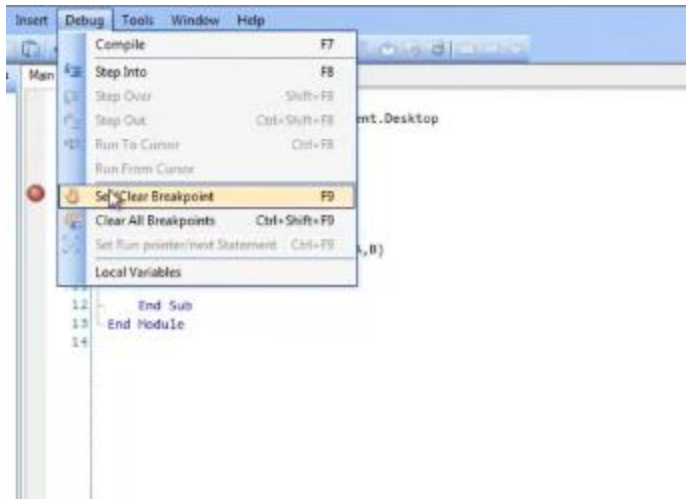 Insert Debug Tools Window Help
Compile F7
Main
Step Into F8
Step Over Shift+F8
ent.Desktop
Step Out Ctrl+Shift+F8
Run To Cursor Ctrl+F8
Run From Cursor
Set/Clear Breakpoint F9
Clear All Breakpoints Ctrl+Shift+F9
Set Run pointer/next Statement Ctrl+F9
,B)
Local Variables
12 End Sub
13 End Module
14